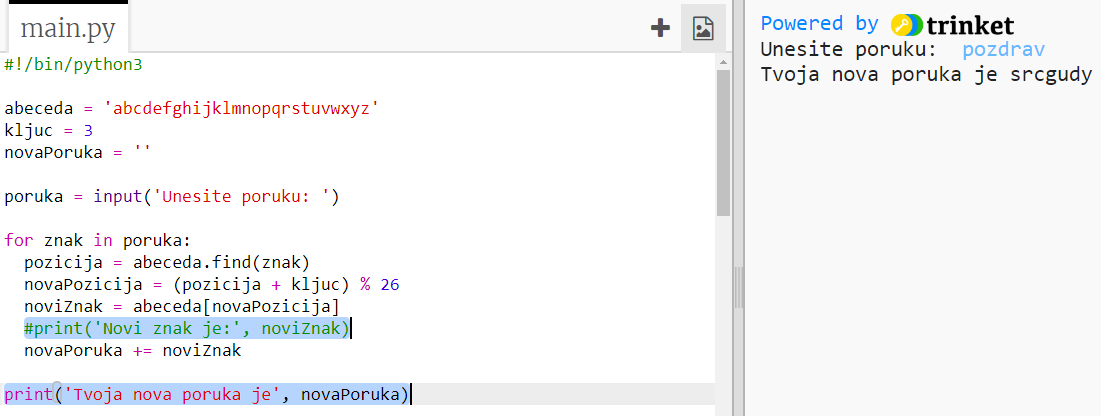 main.py
#!/bin/python3
abeceda = 'abcdefghijklmnopqrstuvwxyz'
kljuc = 3
novaPoruka = ''
poruka = input('Unesite poruku: ')
for znak in poruka:
  pozicija = abeceda.find(znak)
  novaPozicija = (pozicija + kljuc) % 26
  noviZnak = abeceda[novaPozicija]
  #print('Novi znak je:', noviZnak)
  novaPoruka += noviZnak
print('Tvoja nova poruka je', novaPoruka)
Powered by trinket
Unesite poruku:  pozdrav
Tvoja nova poruka je srcgudy